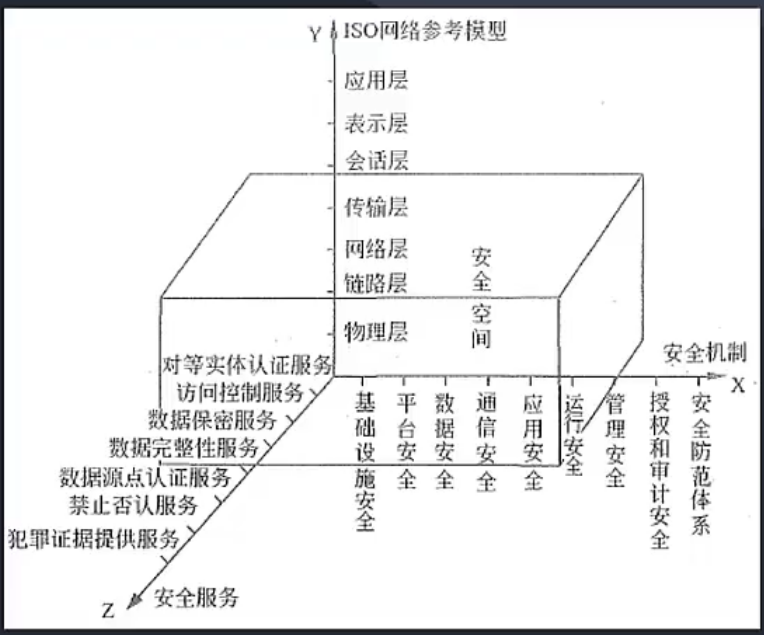 Y ISO网络参考模型
应用层
表示层
会话层
传输层
网络层
链路层
物理层
安全空间
安全机制
X
对等实体认证服务
访问控制服务
数据保密服务
数据完整性服务
数据源点认证服务
禁止否认服务
犯罪证据提供服务
基础设施安全
平台安全
数据安全
通信安全
应用安全
运行安全
管理安全
授权和审计安全
安全防范体系
Z 安全服务